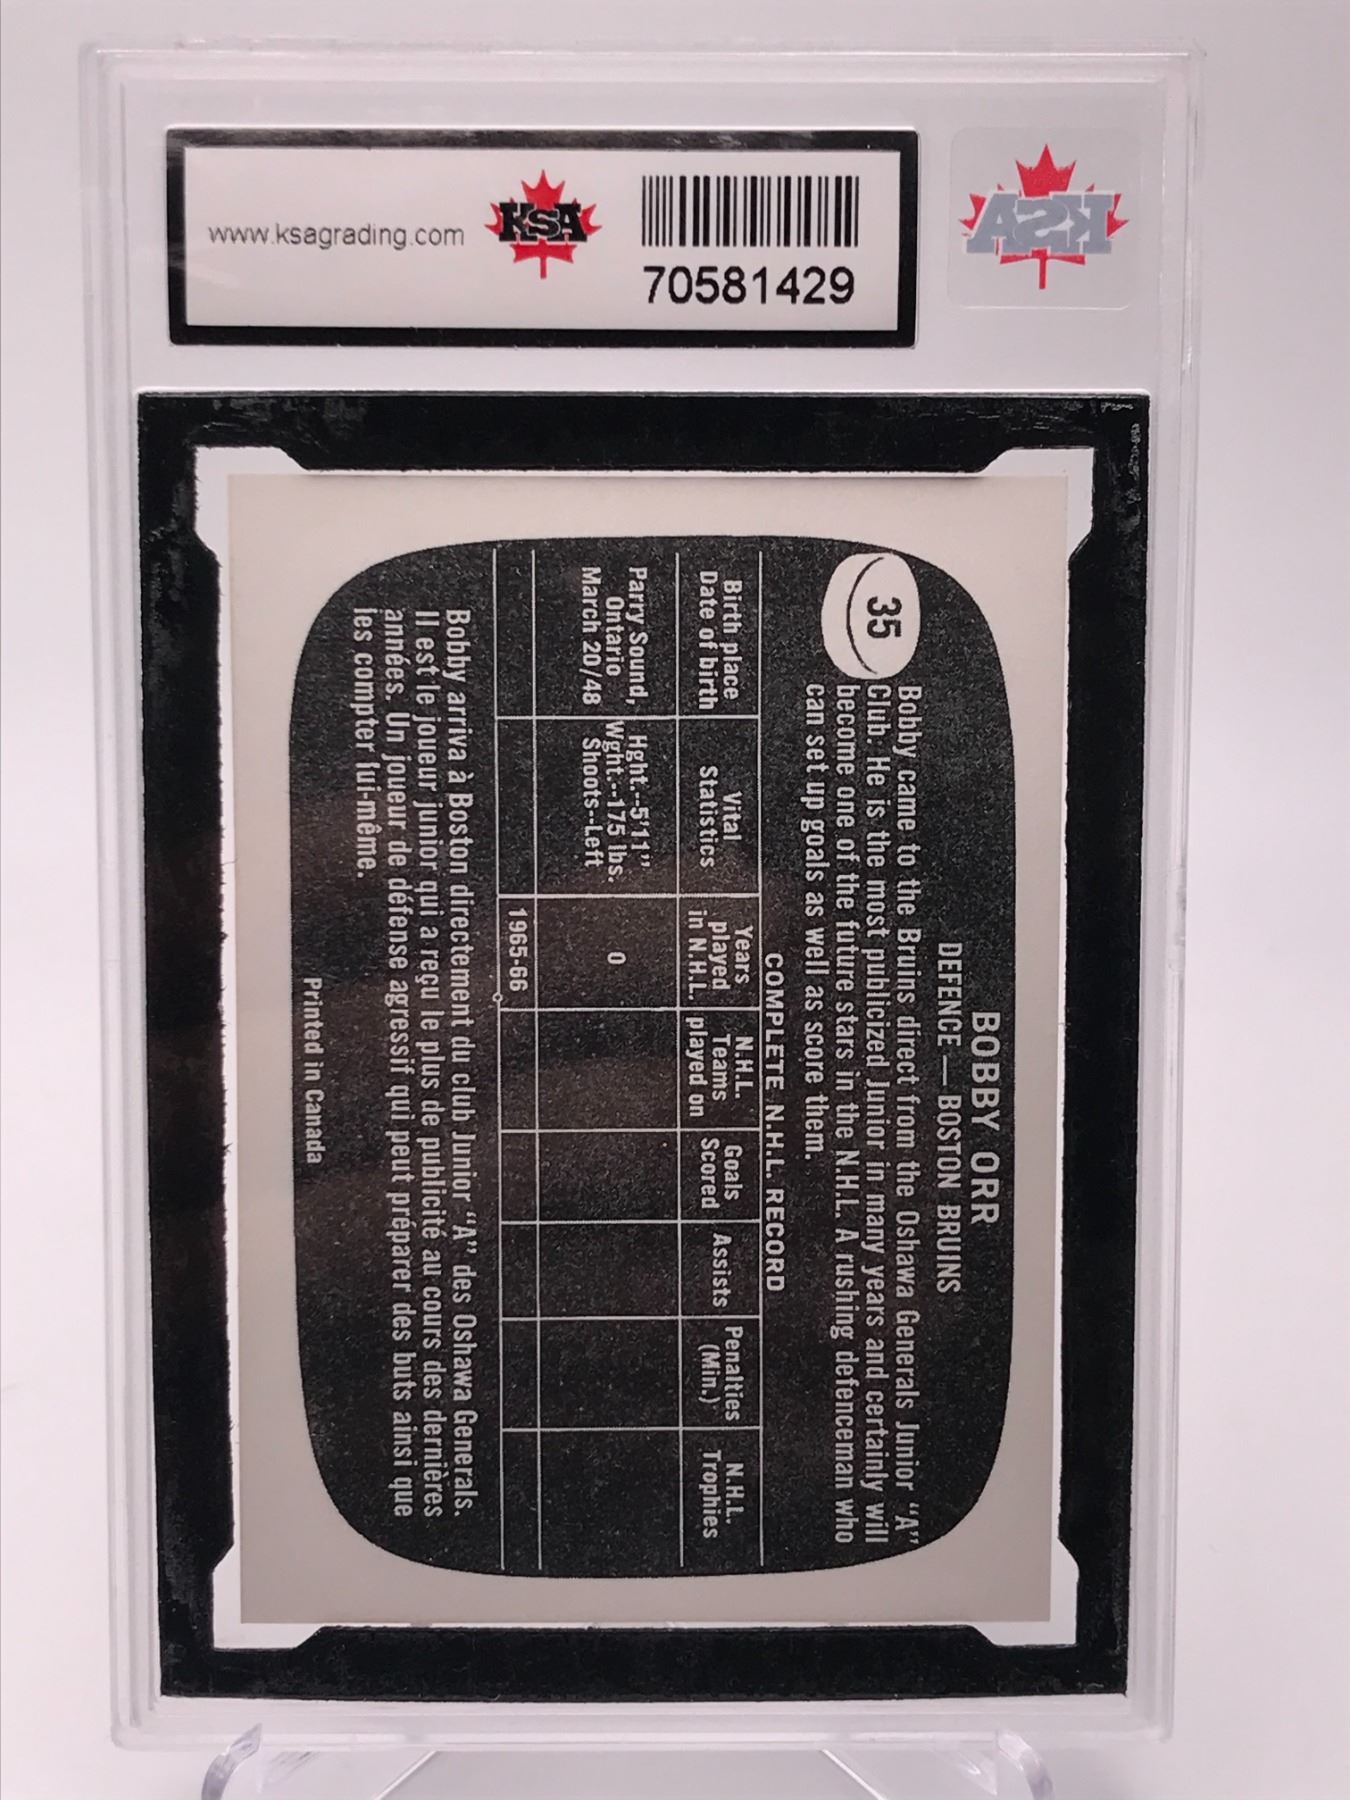 www.ksagrading.com
KSA
70581429
KSA
35
BOBBY ORR
DEFENCE — BOSTON BRUINS
Bobby came to the Bruins direct from the Oshawa Generals Junior "A"
Club. He is the most publicized Junior in many years and certainly will
become one of the future stars in the N.H.L. A rushing defenceman who
can set up goals as well as score them.
COMPLETE N.H.L. RECORD
Birth place
Date of birth
Vital
Statistics
Years
played
in N.H.L.
N.H.L.
Teams
played on
Goals
Scored
Assists
Penalties
(Min.)
N.H.L.
Trophies
Parry Sound,
Ontario
March 20/48
Hght.--5'11"
Wght.--175 lbs.
Shoots--Left
0
1965-66
Bobby arriva à Boston directement du club Junior "A" des Oshawa Generals.
Il est le joueur junior qui a reçu le plus de publicité au cours des dernières
années. Un joueur de défense agressif qui peut préparer des buts ainsi que
les compter lui-même.
Printed in Canada